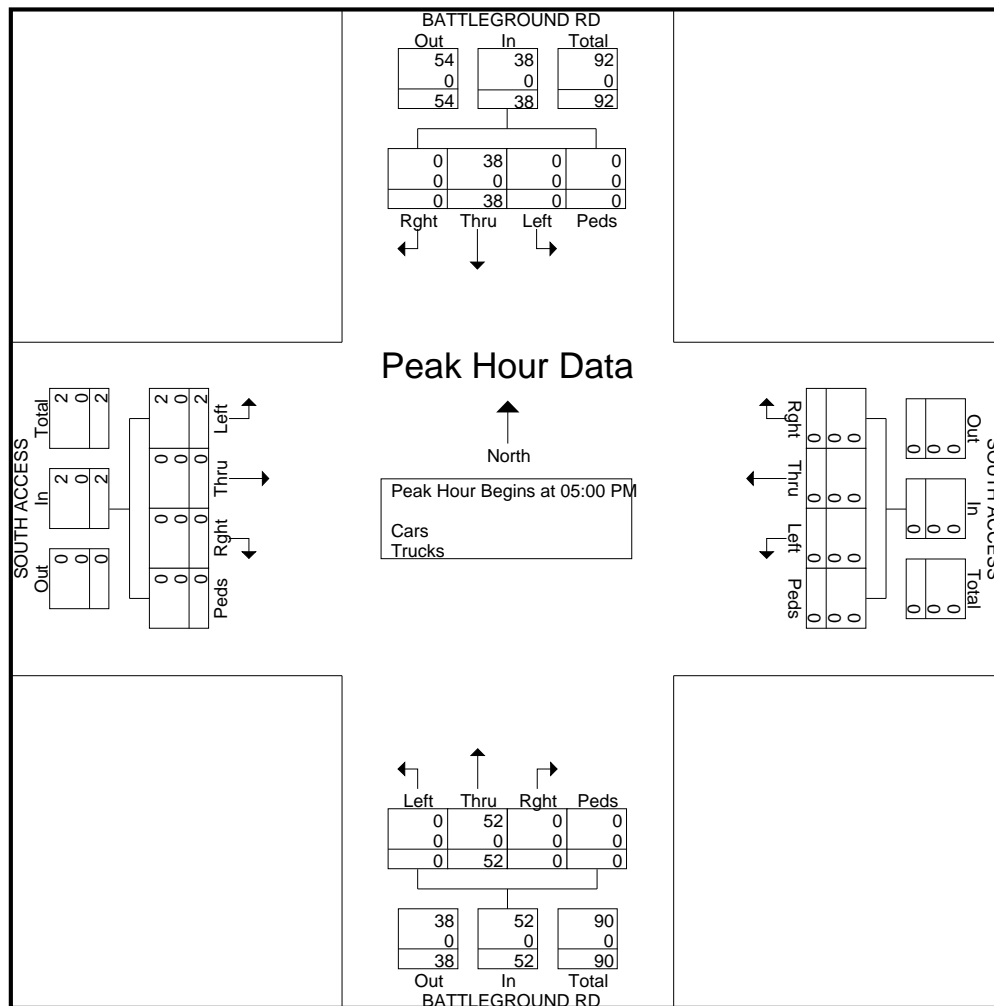 BATTLEGROUND RD
Out In Total
54 38 92
0 0 0
54 38 92
0 38 0 0
0 0 0 0
0 38 0 0
Rght Thru Left Peds
Peak Hour Data
North
Peak Hour Begins at 05:00 PM
Cars
Trucks
SOUTH ACCESS
Out In Total
0 2 2
0 0 0
0 2 2
Peds Rght Thru Left
0 0 0 2
0 0 0 0
0 0 0 2
SOUTH ACCESS
Out In Total
0 0 0
0 0 0
0 0 0
Rght Thru Left Peds
0 0 0 0
0 0 0 0
0 0 0 0
Left Thru Rght Peds
0 52 0 0
0 0 0 0
0 52 0 0
38 52 90
0 0 0
38 52 90
Out In Total
BATTLEGROUND RD